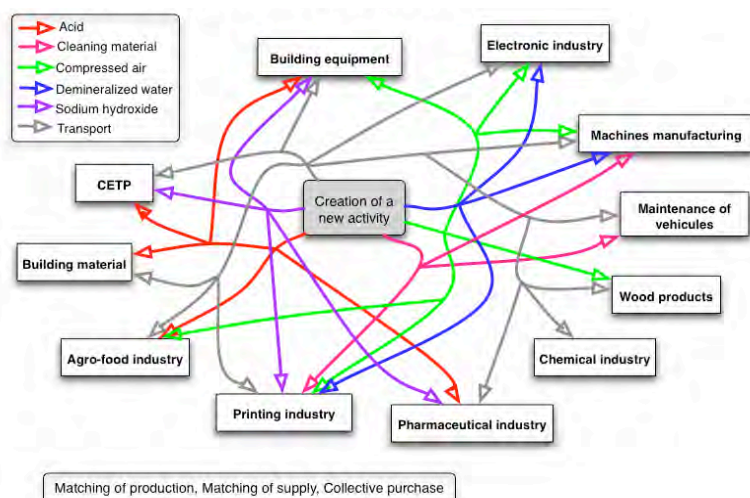 Acid
Cleaning material
Compressed air
Demineralized water
Sodium hydroxide
Transport
Building equipment
Electronic industry
Machines manufacturing
CETP
Creation of a
new activity
Maintenance of
vehicules
Building material
Wood products
Agro-food industry
Chemical industry
Printing industry
Pharmaceutical industry
Matching of production, Matching of supply, Collective purchase